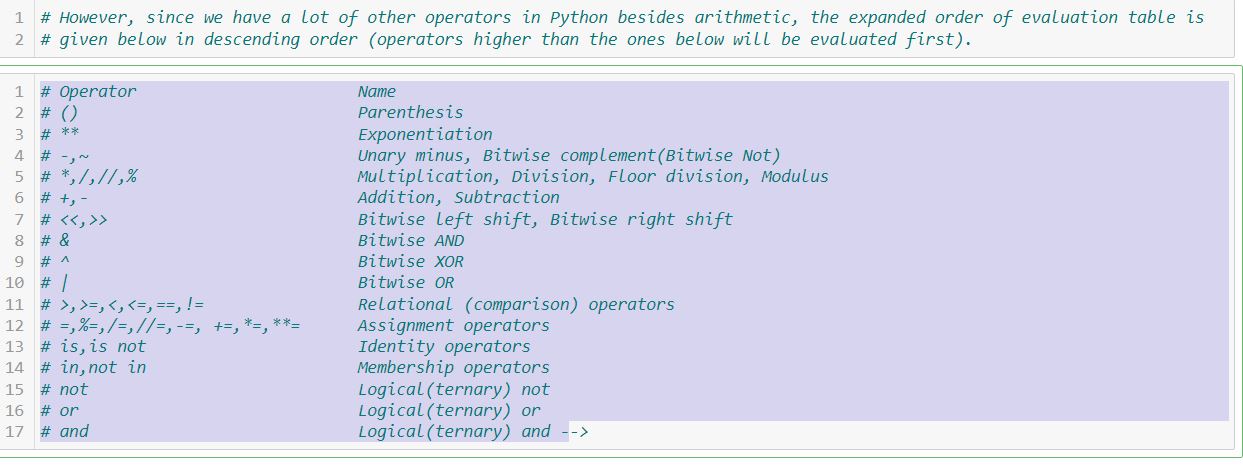 1 # However, since we have a lot of other operators in Python besides arithmetic, the expanded order of evaluation table is
2 # given below in descending order (operators higher than the ones below will be evaluated first).
1 # Operator Name
2 # () Parenthesis
3 # ** Exponentiation
4 # -,~ Unary minus, Bitwise complement(Bitwise Not)
5 # *,/,//,% Multiplication, Division, Floor division, Modulus
6 # +,- Addition, Subtraction
7 # <<,>> Bitwise left shift, Bitwise right shift
8 # & Bitwise AND
9 # ^ Bitwise XOR
10 # | Bitwise OR
11 # >,>=,<,<=,==,!= Relational (comparison) operators
12 # =,%=,/=,//=,-=, +=,*=,**= Assignment operators
13 # is,is not Identity operators
14 # in,not in Membership operators
15 # not Logical(ternary) not
16 # or Logical(ternary) or
17 # and Logical(ternary) and -->